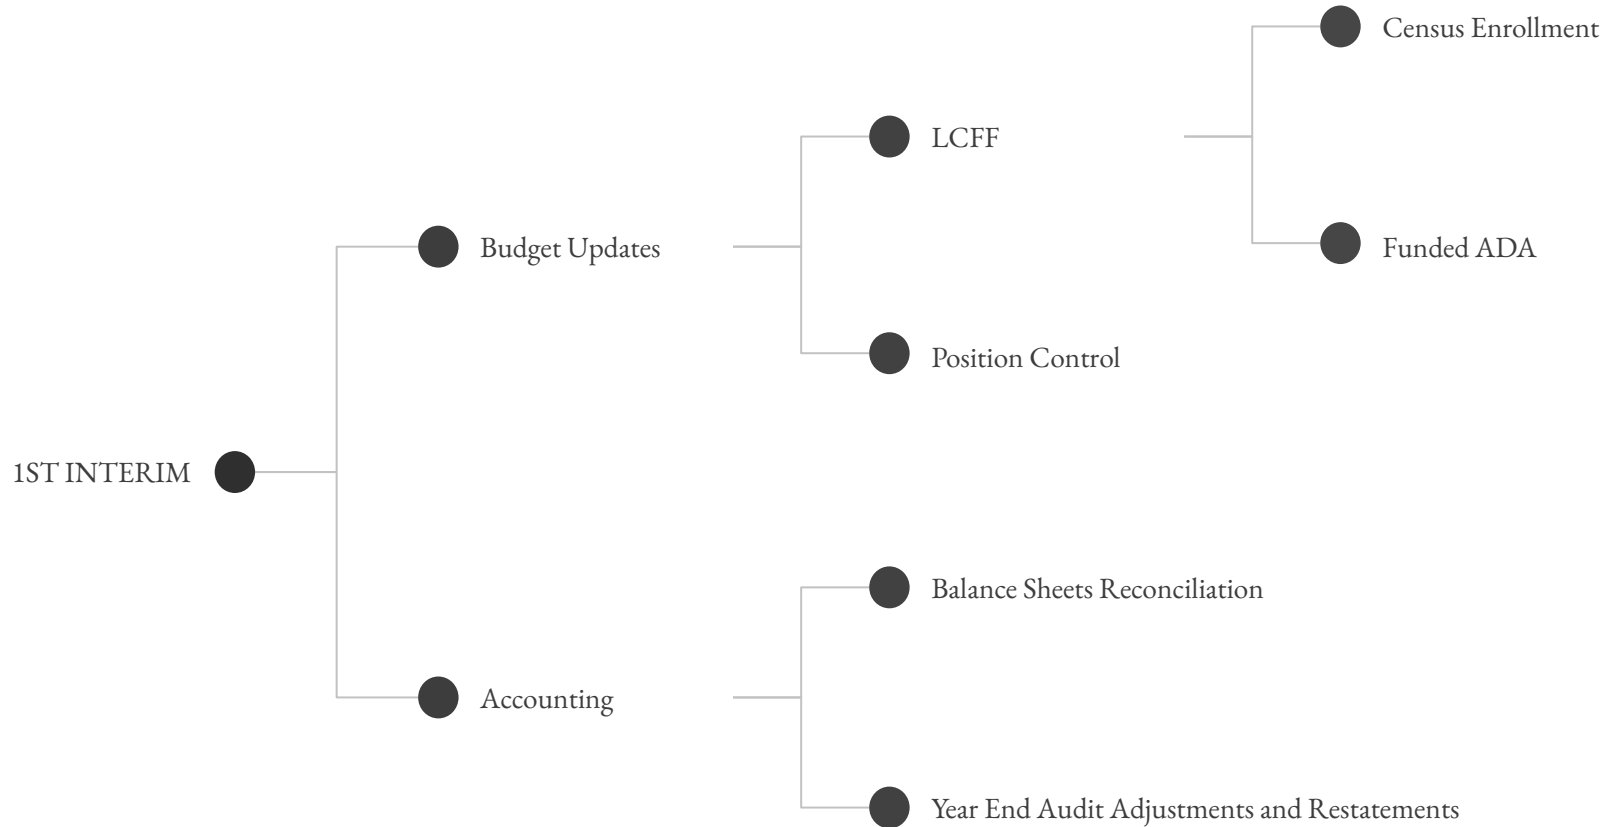 Census Enrollment
LCFF
Budget Updates
Funded ADA
Position Control
1ST INTERIM
Balance Sheets Reconciliation
Accounting
Year End Audit Adjustments and Restatements